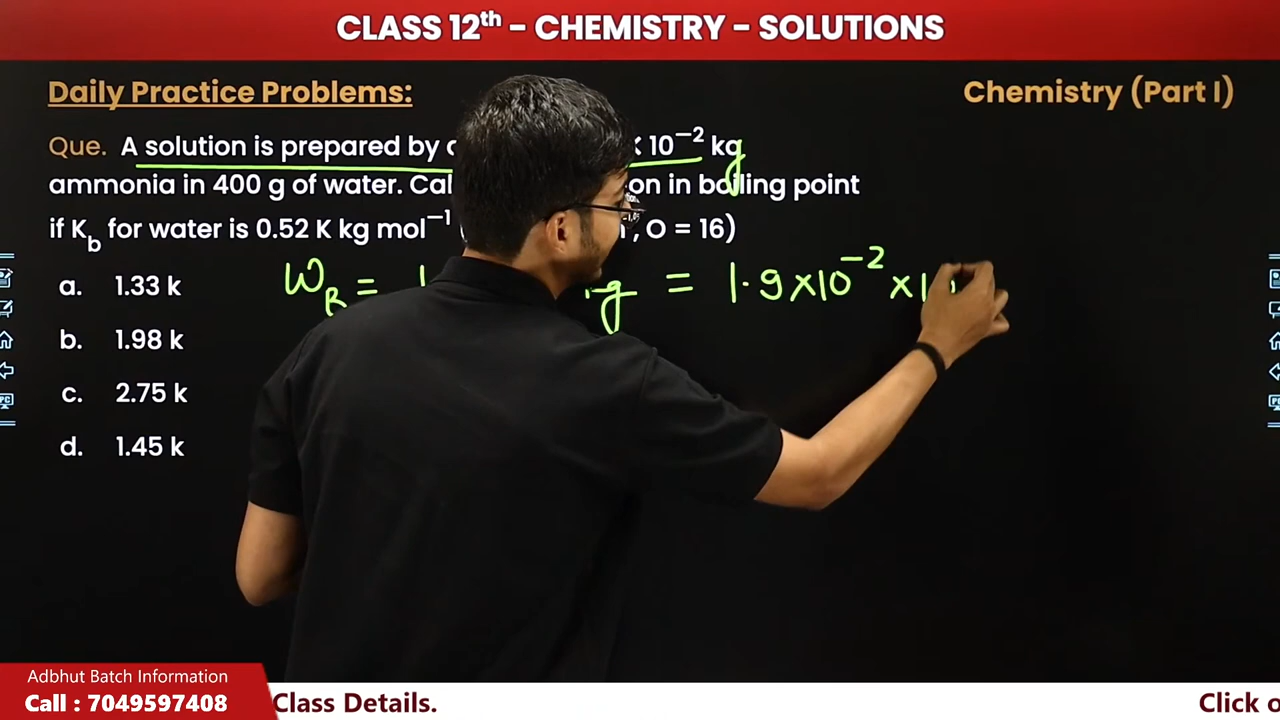 CLASS 12th - CHEMISTRY - SOLUTIONS
Daily Practice Problems:
Chemistry (Part I)
Que. A solution is prepared by 10⁻² kg
ammonia in 400 g of water. on in boiling point
if Kb for water is 0.52 K kg mol⁻¹ , O = 16)
WB = 1 = 1.9×10⁻²×1
a. 1.33 k
b. 1.98 k
c. 2.75 k
d. 1.45 k
Adbhut Batch Information
Call : 7049597408
Class Details.
Click